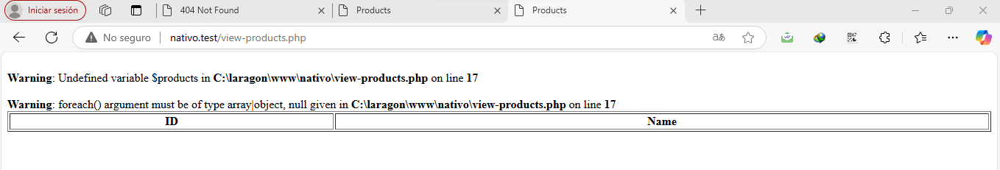 Iniciar sesión 404 Not Found Products Products
No seguro nativo.test/view-products.php aあ
Warning: Undefined variable $products in C:\laragon\www\nativo\view-products.php on line 17
Warning: foreach() argument must be of type array|object, null given in C:\laragon\www\nativo\view-products.php on line 17
ID Name